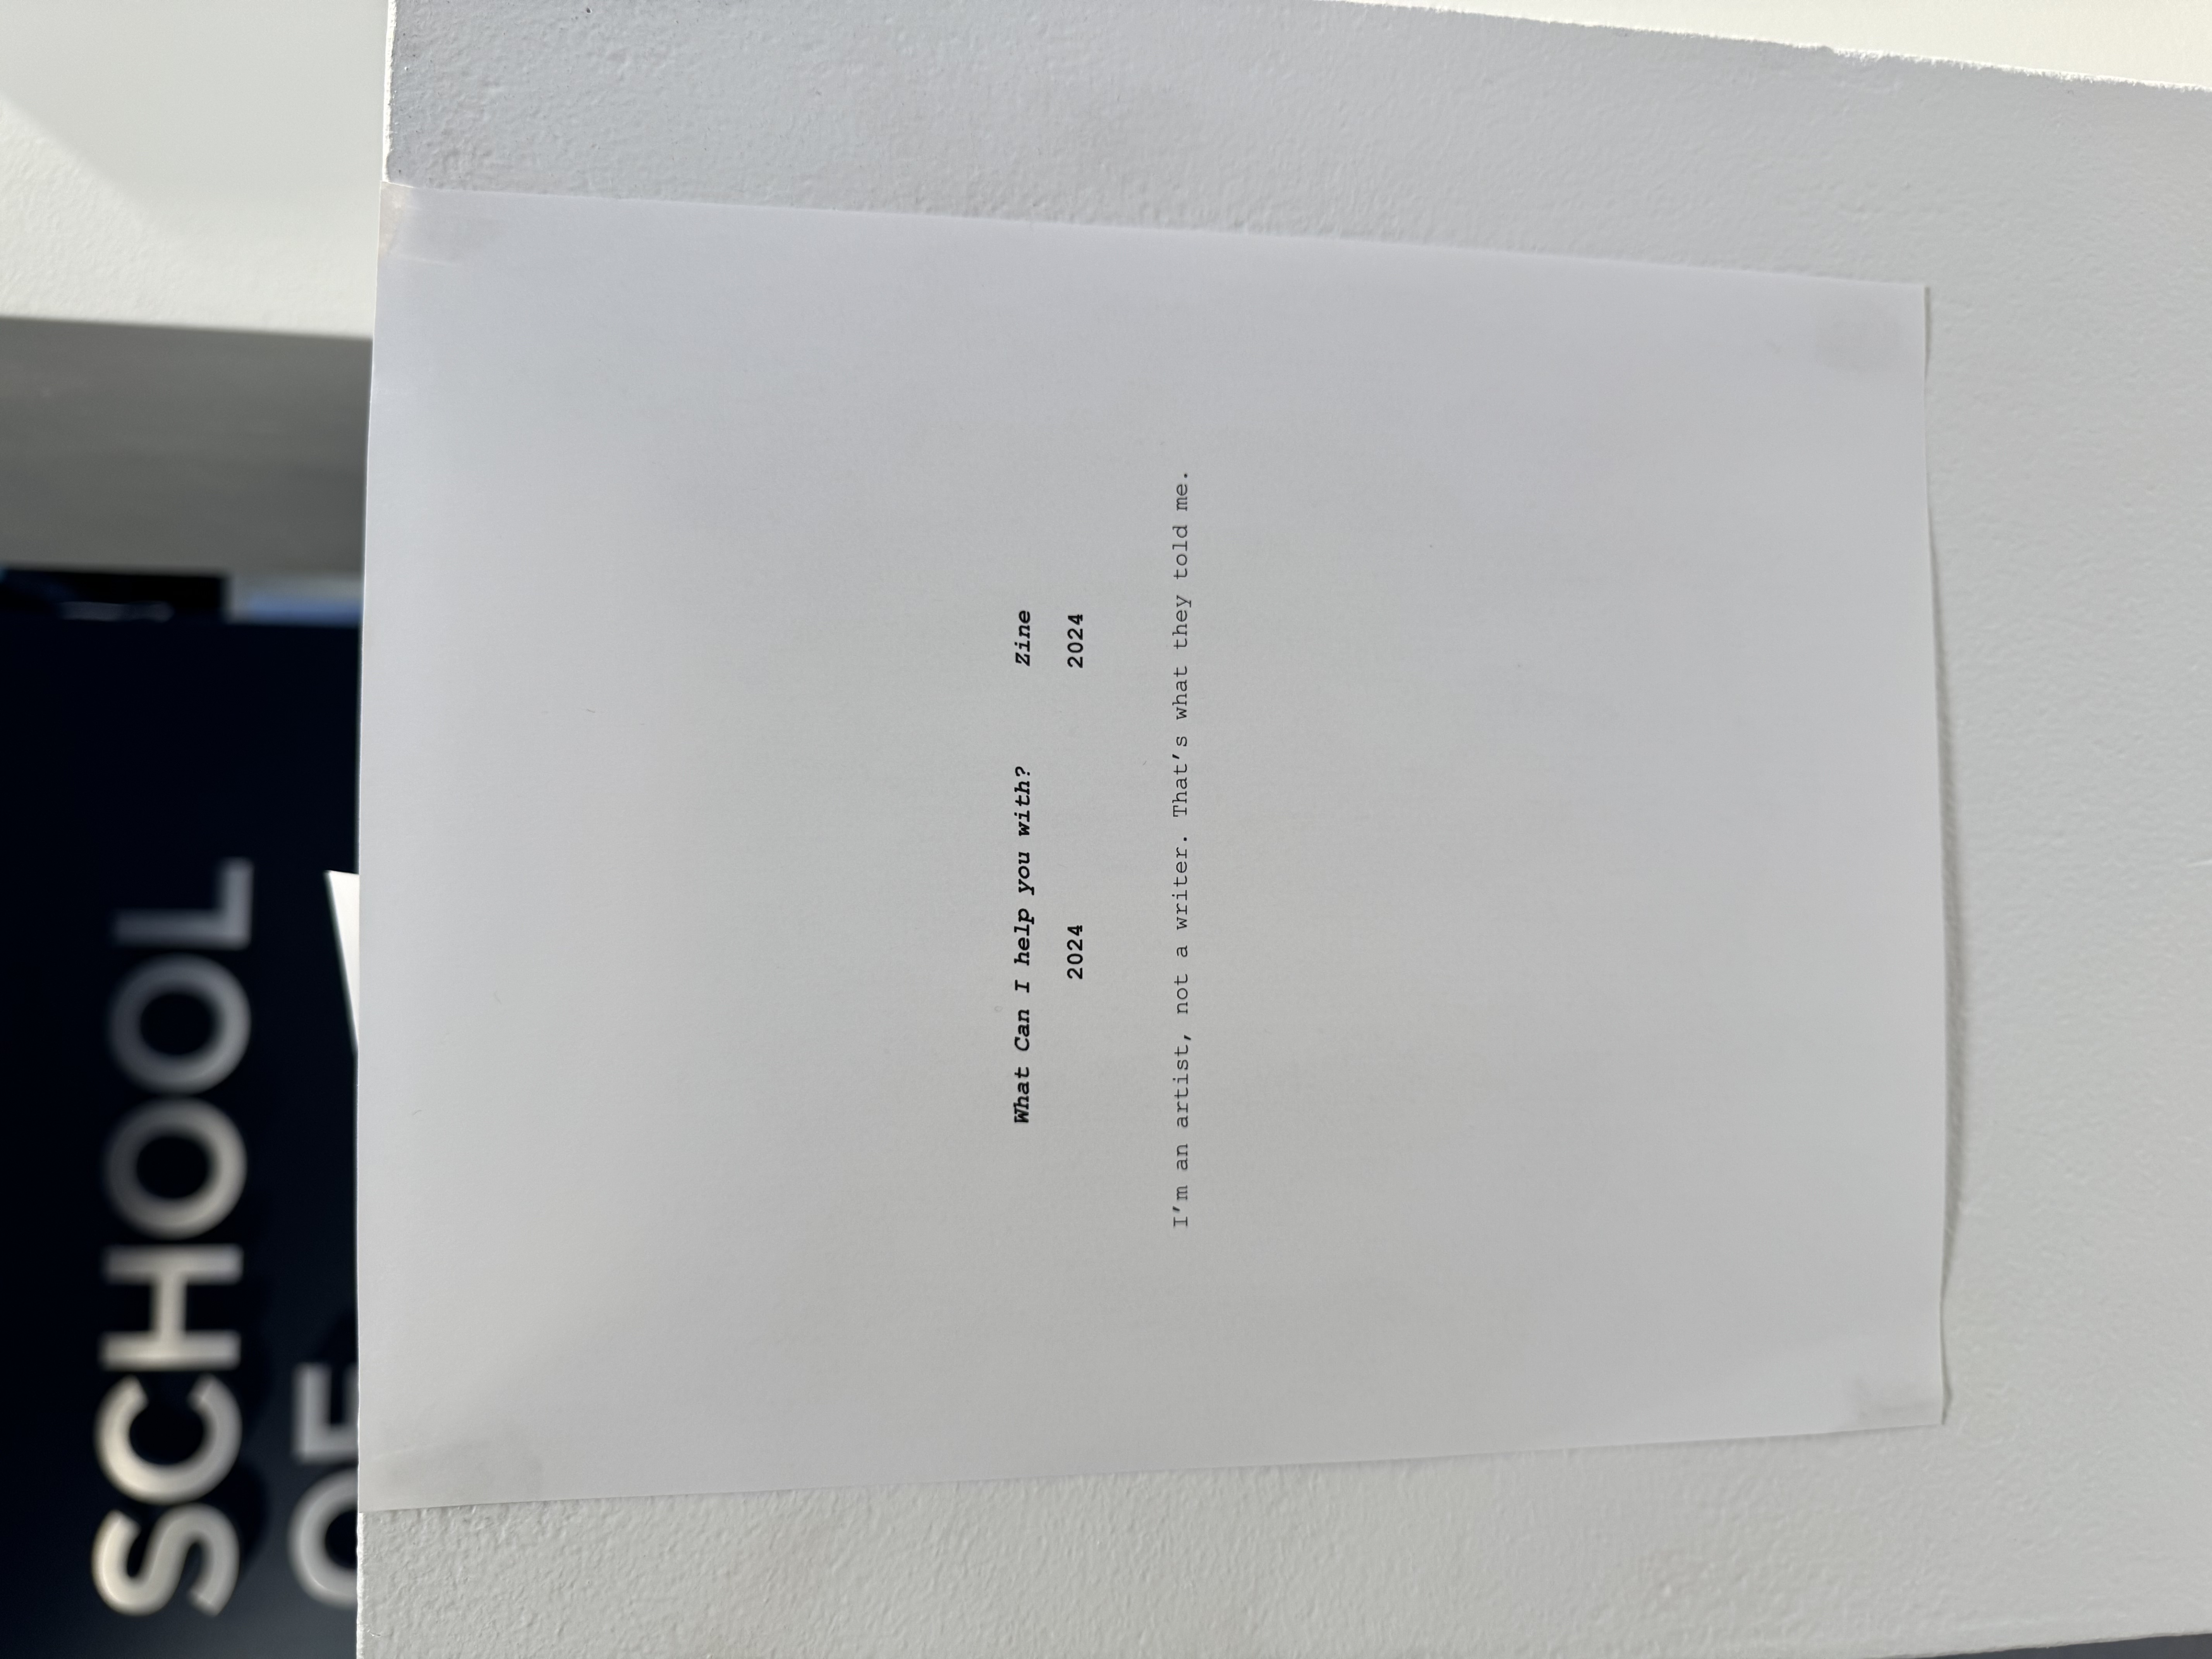 SCHOOL
OF
What Can I help you with? Zine
2024 2024
I'm an artist, not a writer. That's what they told me.